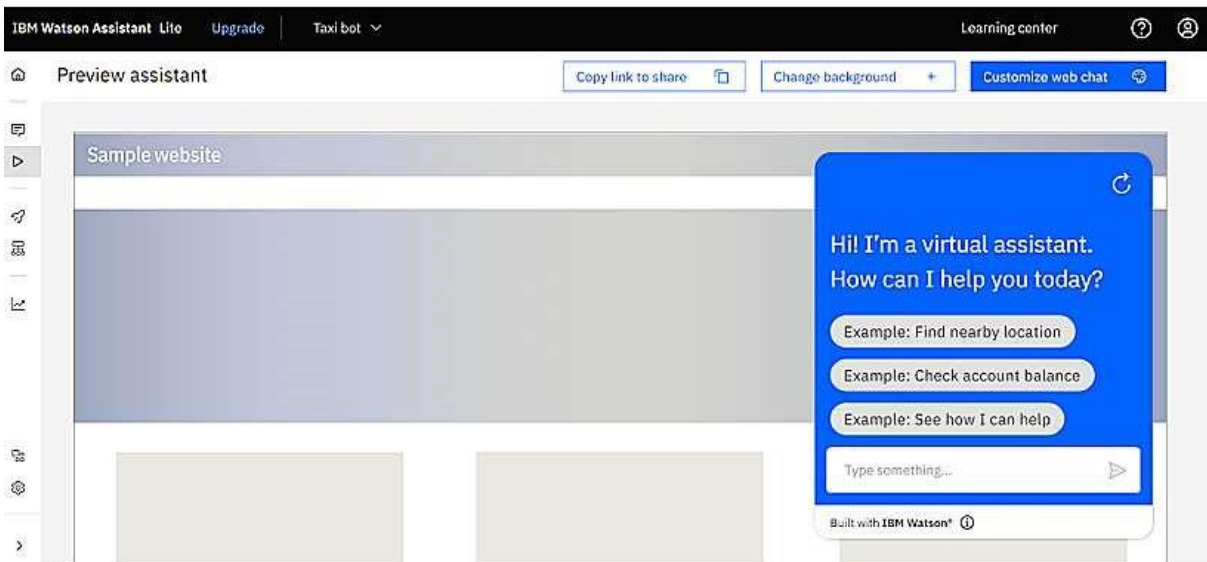 IBM Watson Assistant Lite Upgrade Taxi bot Learning center
Preview assistant Copy link to share Change background + Customize web chat
Sample website
Hi! I'm a virtual assistant.
How can I help you today?
Example: Find nearby location
Example: Check account balance
Example: See how I can help
Type something...
Built with IBM Watson®